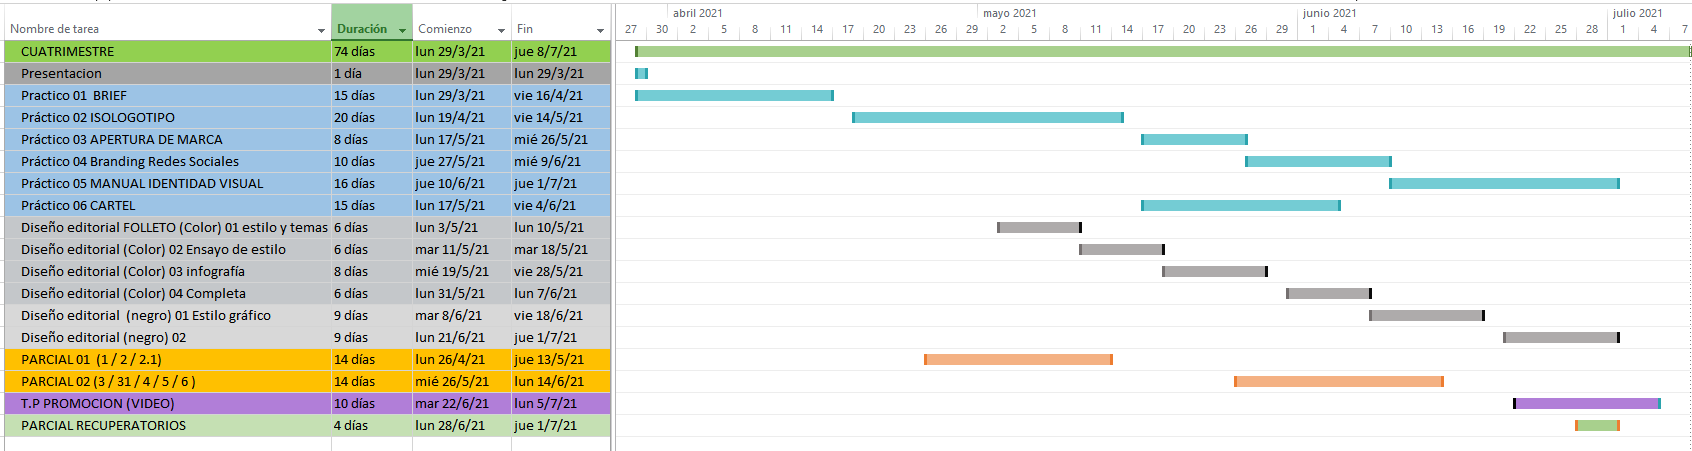 abril 2021 mayo 2021 junio 2021 julio 2021
Nombre de tarea Duración Comienzo Fin 27 30 2 5 8 11 14 17 20 23 26 29 2 5 8 11 14 17 20 23 26 29 1 4 7 10 13 16 19 22 25 28 1 4 7
CUATRIMESTRE 74 días lun 29/3/21 jue 8/7/21
Presentacion 1 día lun 29/3/21 lun 29/3/21
Practico 01 BRIEF 15 días lun 29/3/21 vie 16/4/21
Práctico 02 ISOLOGOTIPO 20 días lun 19/4/21 vie 14/5/21
Práctico 03 APERTURA DE MARCA 8 días lun 17/5/21 mié 26/5/21
Práctico 04 Branding Redes Sociales 10 días jue 27/5/21 mié 9/6/21
Práctico 05 MANUAL IDENTIDAD VISUAL 16 días jue 10/6/21 jue 1/7/21
Práctico 06 CARTEL 15 días lun 17/5/21 vie 4/6/21
Diseño editorial FOLLETO (Color) 01 estilo y temas 6 días lun 3/5/21 lun 10/5/21
Diseño editorial (Color) 02 Ensayo de estilo 6 días mar 11/5/21 mar 18/5/21
Diseño editorial (Color) 03 infografía 8 días mié 19/5/21 vie 28/5/21
Diseño editorial (Color) 04 Completa 6 días lun 31/5/21 lun 7/6/21
Diseño editorial (negro) 01 Estilo gráfico 9 días mar 8/6/21 vie 18/6/21
Diseño editorial (negro) 02 9 días lun 21/6/21 jue 1/7/21
PARCIAL 01 (1 / 2 / 2.1) 14 días lun 26/4/21 jue 13/5/21
PARCIAL 02 (3 / 31 / 4 / 5 / 6 ) 14 días mié 26/5/21 lun 14/6/21
T.P PROMOCION (VIDEO) 10 días mar 22/6/21 lun 5/7/21
PARCIAL RECUPERATORIOS 4 días lun 28/6/21 jue 1/7/21